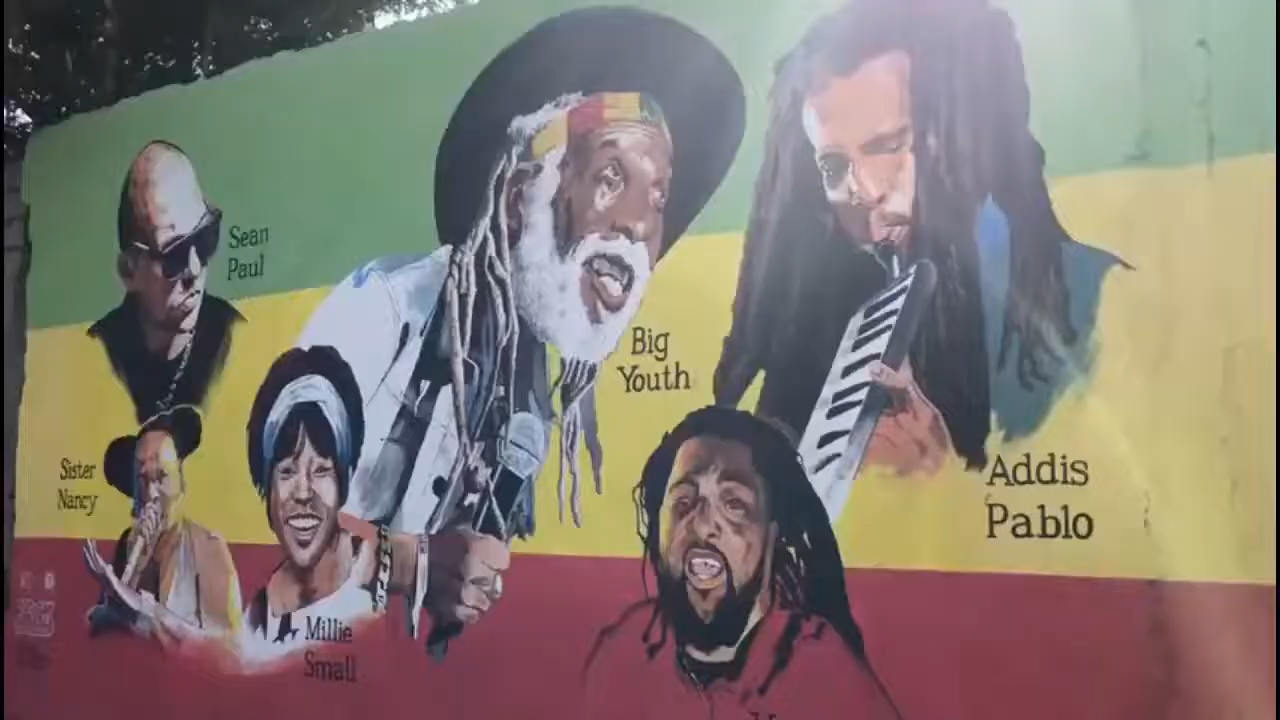 Sean
Paul
Big
Youth
Sister
Nancy
Addis
Pablo
Millie
Small